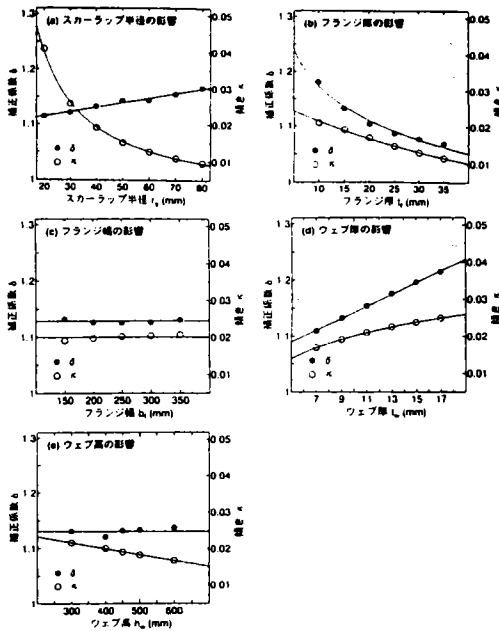 (a) スカーラップ半径の影響
補正係数 δ
1.3
1.2
1.1
1
0.05
0.04
0.03
0.02
0.01
傾き κ
● δ
○ κ
20 30 40 50 60 70 80
スカーラップ半径 rs (mm)
(b) フランジ厚の影響
補正係数 δ
1.3
1.2
1.1
1
0.05
0.04
0.03
0.02
0.01
傾き κ
● δ
○ κ
10 15 20 25 30 35
フランジ厚 tf (mm)
(c) フランジ幅の影響
補正係数 δ
1.3
1.2
1.1
1
0.05
0.04
0.03
0.02
0.01
傾き κ
● δ
○ κ
150 200 250 300 350
フランジ幅 bf (mm)
(d) ウェブ厚の影響
補正係数 δ
1.3
1.2
1.1
1
0.05
0.04
0.03
0.02
0.01
傾き κ
● δ
○ κ
7 9 11 13 15 17
ウェブ厚 tw (mm)
(e) ウェブ高の影響
補正係数 δ
1.3
1.2
1.1
1
0.05
0.04
0.03
0.02
0.01
傾き κ
● δ
○ κ
300 400 500 600
ウェブ高 hw (mm)